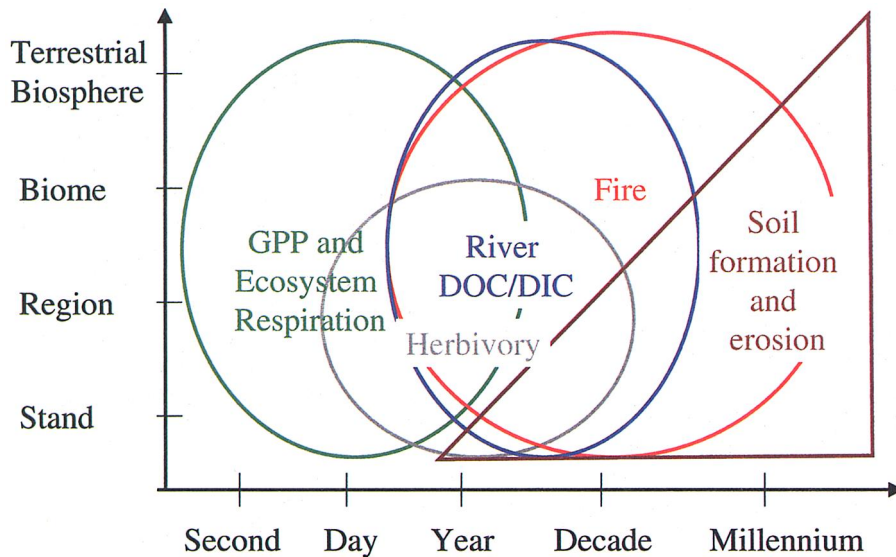 Terrestrial
Biosphere
Biome
Region
Stand
GPP and
Ecosystem
Respiration
River
DOC/DIC
Herbivory
Fire
Soil
formation
and
erosion
Second
Day
Year
Decade
Millennium